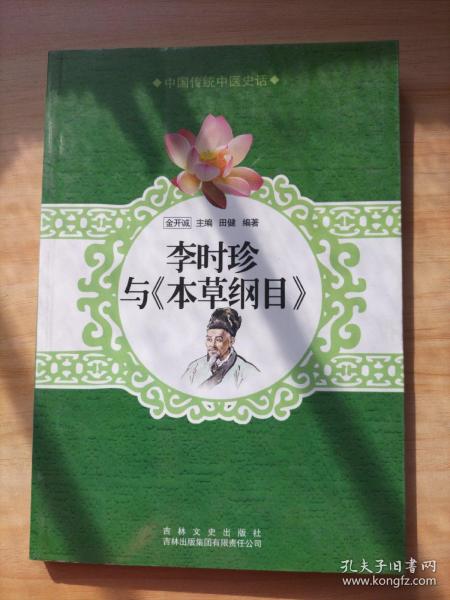 ◆中国传统中医史话◆
金开诚 主编 田健 编著
李时珍
与《本草纲目》
吉林文史出版社
吉林出版集团有限责任公司
孔夫子旧书网
www.kongfz.com